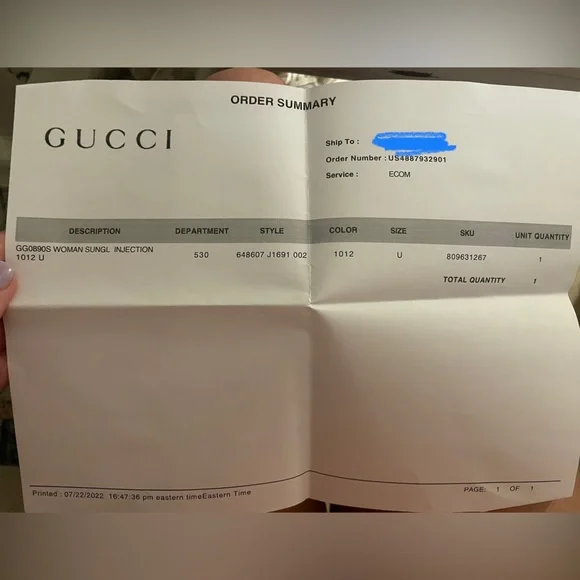 ORDER SUMMARY
GUCCI
Ship To :
Order Number : US4887932901
Service : ECOM
DESCRIPTION DEPARTMENT STYLE COLOR SIZE SKU UNIT QUANTITY
GG0890S WOMAN SUNGL INJECTION
1012 U 530 648607 J1691 002 1012 U 809631267 1
TOTAL QUANTITY 1
Printed : 07/22/2022 16:47:36 pm eastern timeEastern Time
PAGE: 1 OF 1